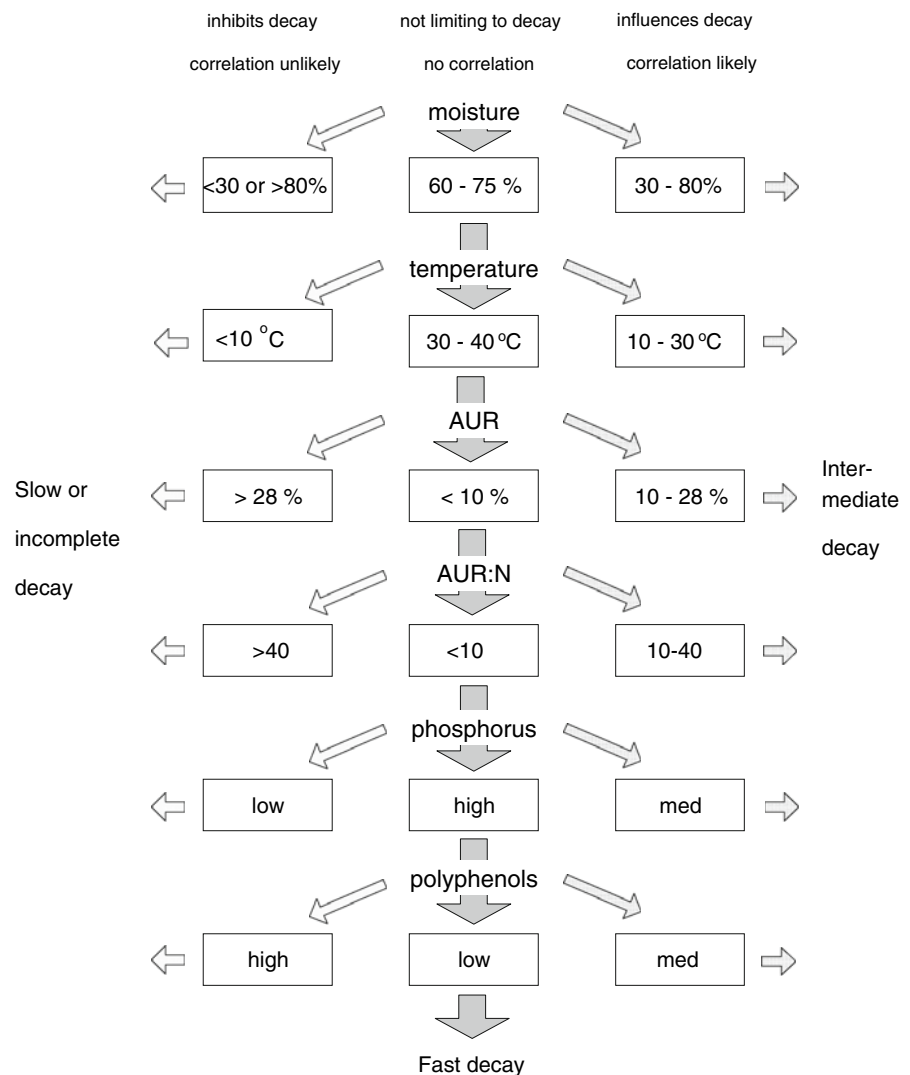 inhibits decay not limiting to decay influences decay
correlation unlikely no correlation correlation likely
moisture
<30 or >80% 60 - 75 % 30 - 80%
temperature
<10 °C 30 - 40 °C 10 - 30 °C
AUR
Slow or
incomplete
decay
> 28 % < 10 % 10 - 28 %
Inter-
mediate
decay
AUR:N
>40 <10 10-40
phosphorus
low high med
polyphenols
high low med
Fast decay